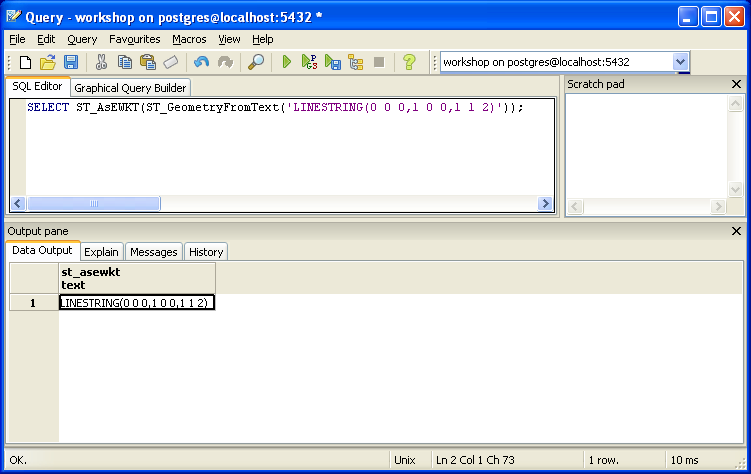 Query - workshop on postgres@localhost:5432 *
File Edit Query Favourites Macros View Help
workshop on postgres@localhost:5432
SQL Editor Graphical Query Builder
SELECT ST_AsEWKT(ST_GeometryFromText('LINESTRING(0 0 0,1 0 0,1 1 2)'));
Scratch pad
Output pane
Data Output Explain Messages History
st_asewkt
text
1 LINESTRING(0 0 0,1 0 0,1 1 2)
OK. Unix Ln 2 Col 1 Ch 73 1 row. 10 ms